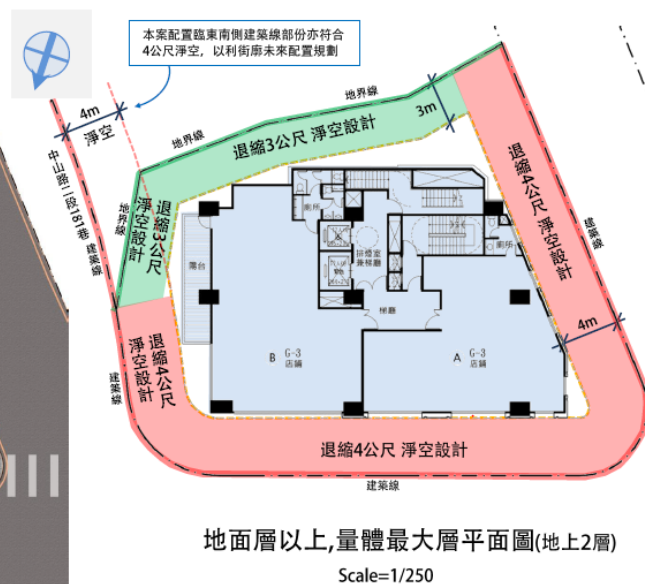 本案配置臨東南側建築線部份亦符合
4公尺淨空，以利街廓未來配置規劃
4m
淨空
地界線
地界線
3m
退縮3公尺 淨空設計
中山路二段181巷 建築線
地界線
退縮3公尺
淨空設計
退縮4公尺 淨空設計
建築線
廁所
廁所
排煙室
兼梯廳
陽台
梯廳
4m
B G-3
店鋪
A G-3
店鋪
退縮4公尺
淨空設計
建築線
退縮4公尺 淨空設計
建築線
地面層以上,量體最大層平面圖(地上2層)
Scale=1/250